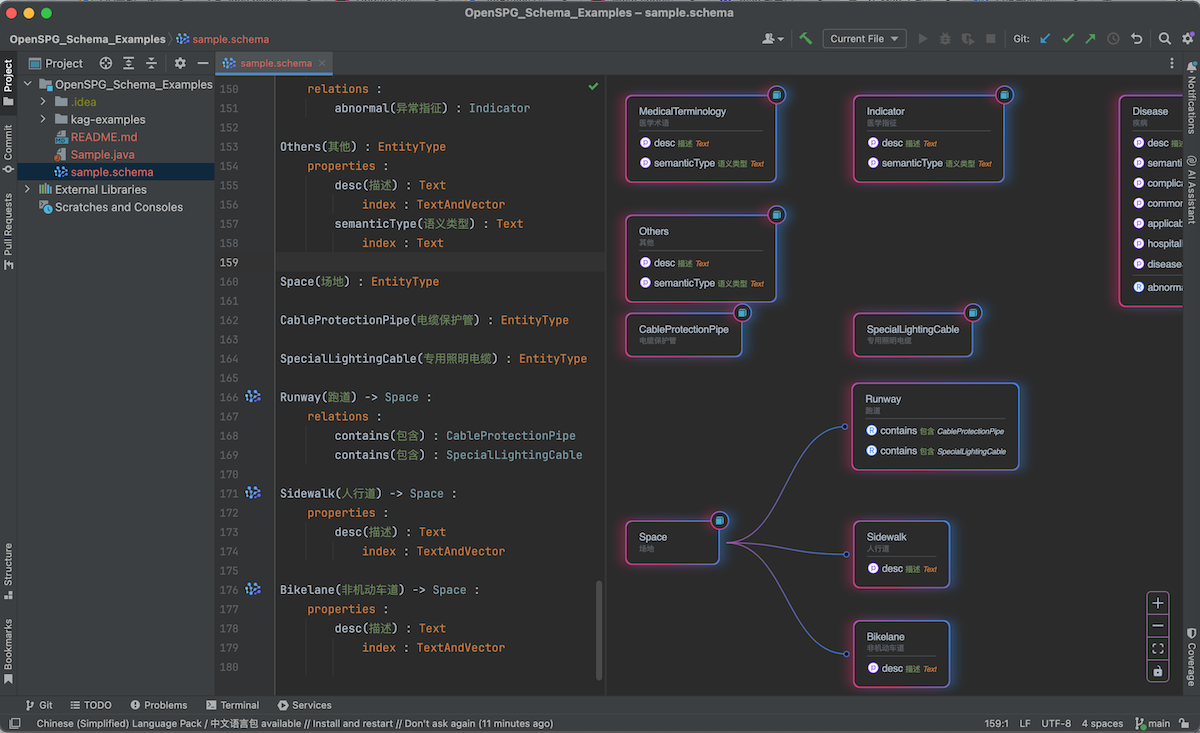 OpenSPG_Schema_Examples – sample.schema
OpenSPG_Schema_Examples
sample.schema
Current File
Git:
Project
Commit
Pull Requests
Structure
Bookmarks
Project
OpenSPG_Schema_Examples
.idea
kag-examples
README.md
Sample.java
sample.schema
External Libraries
Scratches and Consoles
sample.schema
150 relations :
151 abnormal(异常指征) : Indicator
152
153 Others(其他) : EntityType
154 properties :
155 desc(描述) : Text
156 index : TextAndVector
157 semanticType(语义类型) : Text
158 index : Text
159
160 Space(场地) : EntityType
161
162 CableProtectionPipe(电缆保护管) : EntityType
163
164 SpecialLightingCable(专用照明电缆) : EntityType
165
166 Runway(跑道) -> Space :
167 relations :
168 contains(包含) : CableProtectionPipe
169 contains(包含) : SpecialLightingCable
170
171 Sidewalk(人行道) -> Space :
172 properties :
173 desc(描述) : Text
174 index : TextAndVector
175
176 Bikelane(非机动车道) -> Space :
177 properties :
178 desc(描述) : Text
179 index : TextAndVector
180
MedicalTerminology
医学术语
P desc 描述 Text
P semanticType 语义类型 Text
Indicator
医学指征
P desc 描述 Text
P semanticType 语义类型 Text
Disease
疾病
P desc 描述
P semanti
P complica
P common
P applicab
P hospital
P disease
R abnorma
Others
其他
P desc 描述 Text
P semanticType 语义类型 Text
CableProtectionPipe
电缆保护管
SpecialLightingCable
专用照明电缆
Runway
跑道
R contains 包含 CableProtectionPipe
R contains 包含 SpecialLightingCable
Space
场地
Sidewalk
人行道
P desc 描述 Text
Bikelane
非机动车道
P desc 描述 Text
Notifications
AI Assistant
Coverage
Git
TODO
Problems
Terminal
Services
Chinese (Simplified) Language Pack / 中文语言包 available // Install and restart // Don't ask again (11 minutes ago)
159:1 LF UTF-8 4 spaces main